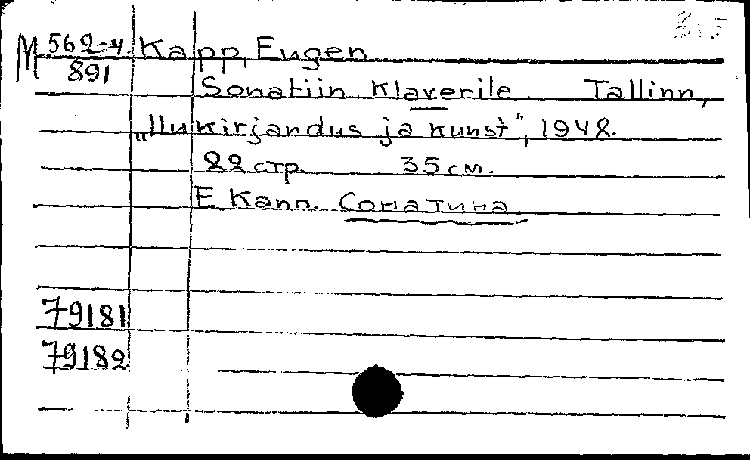 М 562-4 Kapp, Eugen
891
Sonatiin klaverile. Tallinn,
„Ilukirjandus ja kunst", 1948.
22 стр. 35 см.
Е. Капп. Сонатина
79181
79182